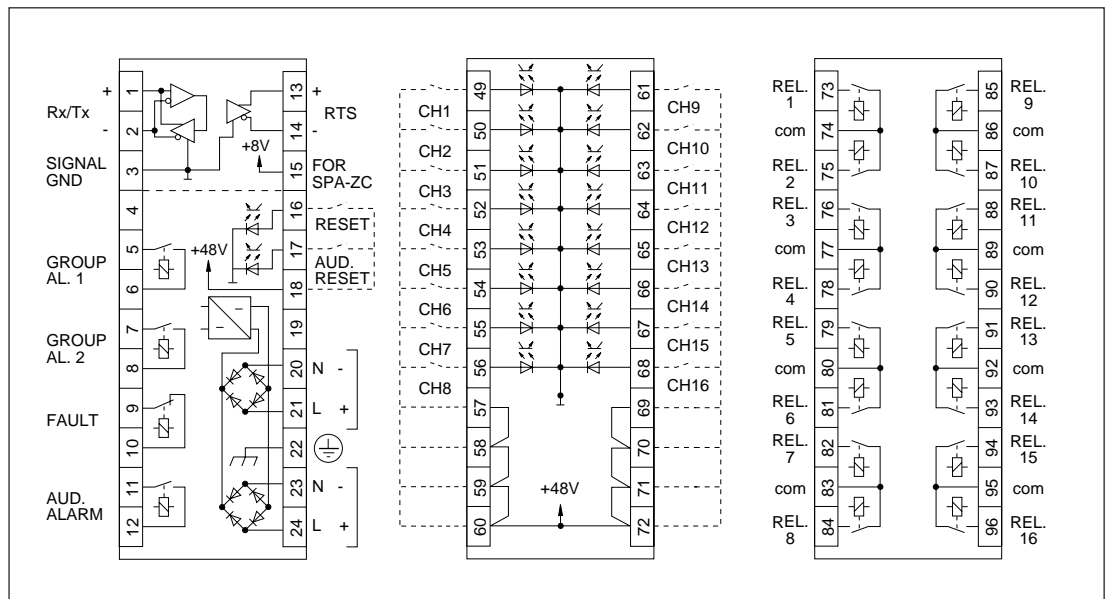 1
2
3
4
5
6
7
8
9
10
11
12
+
Rx/Tx
-
SIGNAL
GND
GROUP
AL. 1
GROUP
AL. 2
FAULT
AUD.
ALARM
+8V
+48V
13
14
15
16
17
18
19
20
21
22
23
24
+
RTS
-
FOR
SPA-ZC
RESET
AUD.
RESET
N -
L +
N -
L +
CH1
CH2
CH3
CH4
CH5
CH6
CH7
CH8
49
50
51
52
53
54
55
56
57
58
59
60
+48V
61
62
63
64
65
66
67
68
69
70
71
72
CH9
CH10
CH11
CH12
CH13
CH14
CH15
CH16
REL.
1
com
REL.
2
REL.
3
com
REL.
4
REL.
5
com
REL.
6
REL.
7
com
REL.
8
73
74
75
76
77
78
79
80
81
82
83
84
85
86
87
88
89
90
91
92
93
94
95
96
REL.
9
com
REL.
10
REL.
11
com
REL.
12
REL.
13
com
REL.
14
REL.
15
com
REL.
16